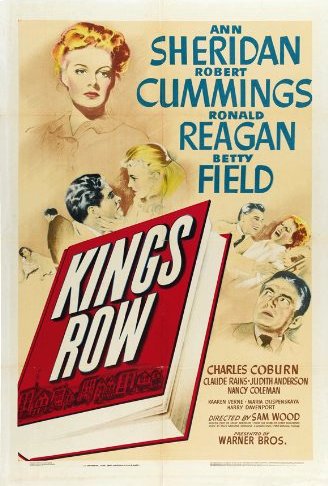 ANN
SHERIDAN
ROBERT
CUMMINGS
RONALD
REAGAN
BETTY
FIELD
KINGS
ROW
CHARLES COBURN
CLAUDE RAINS · JUDITH ANDERSON
NANCY COLEMAN
KAAREN VERNE · MARIA OUSPENSKAYA
HARRY DAVENPORT
DIRECTED BY SAM WOOD
PRESENTED BY
WARNER BROS.